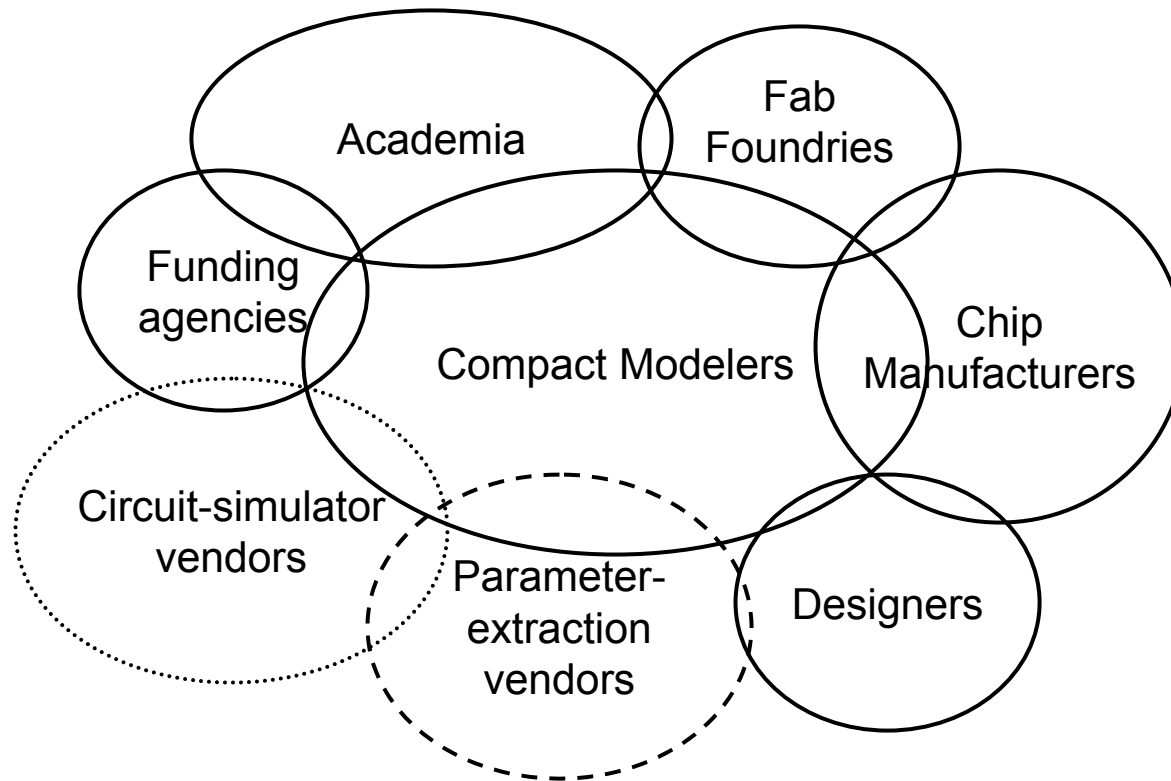 Academia
Fab
Foundries
Funding
agencies
Compact Modelers
Chip
Manufacturers
Circuit-simulator
vendors
Parameter-
extraction
vendors
Designers